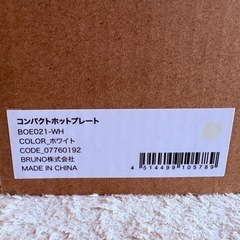 コンパクトホットプレート
BOE021-WH
COLOR_ホワイト
CODE_07760192
BRUNO株式会社
MADE IN CHINA
4 514499 105789